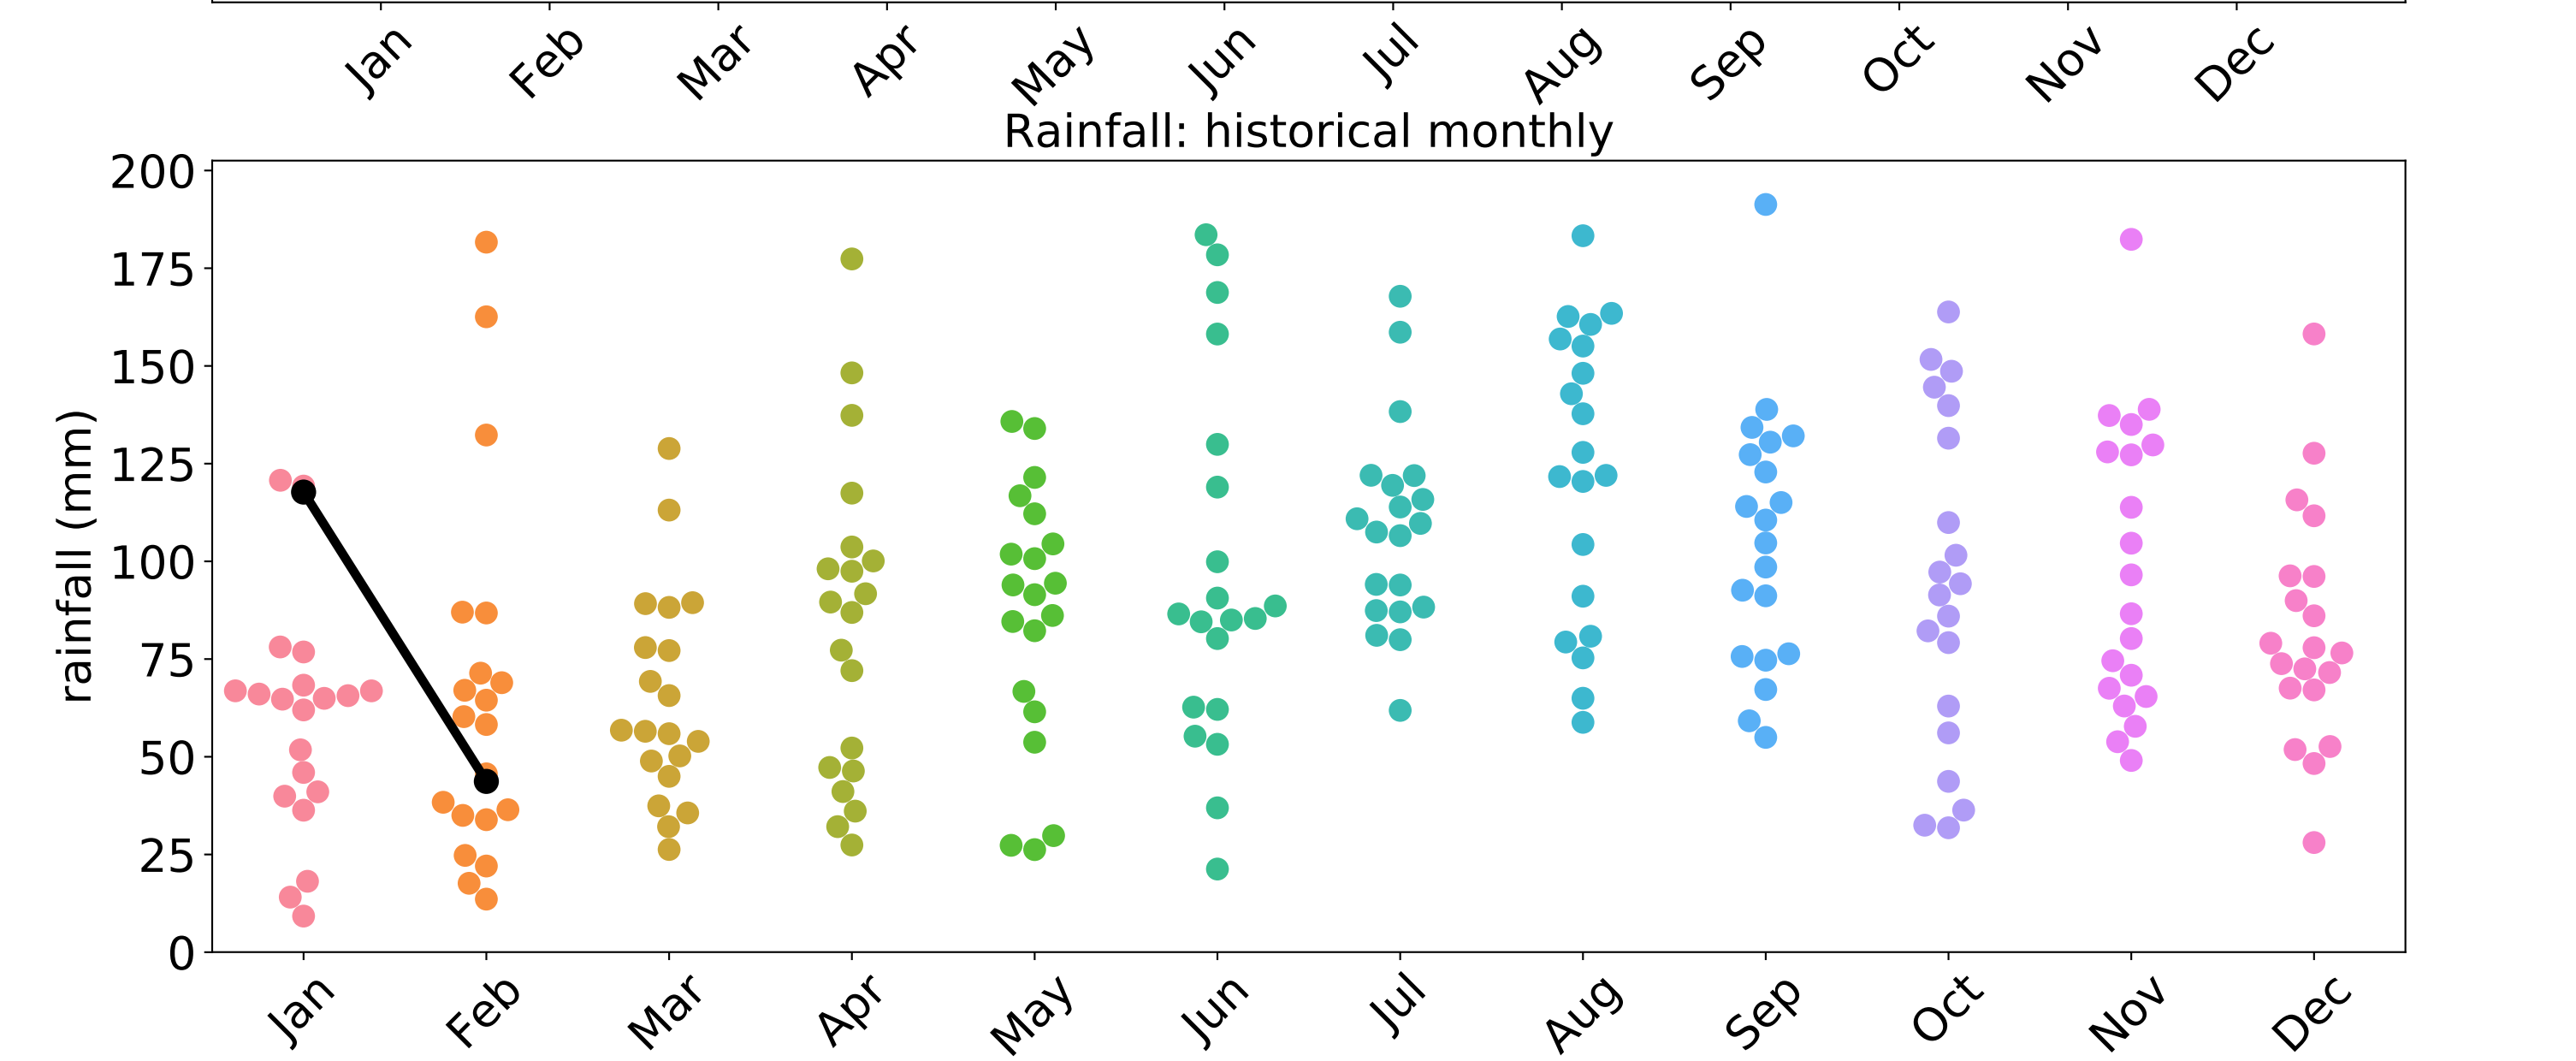 Jan Feb Mar Apr May Jun Jul Aug Sep Oct Nov Dec
Rainfall: historical monthly
200
175
150
125
100
75
50
25
0
rainfall (mm)
Jan Feb Mar Apr May Jun Jul Aug Sep Oct Nov Dec